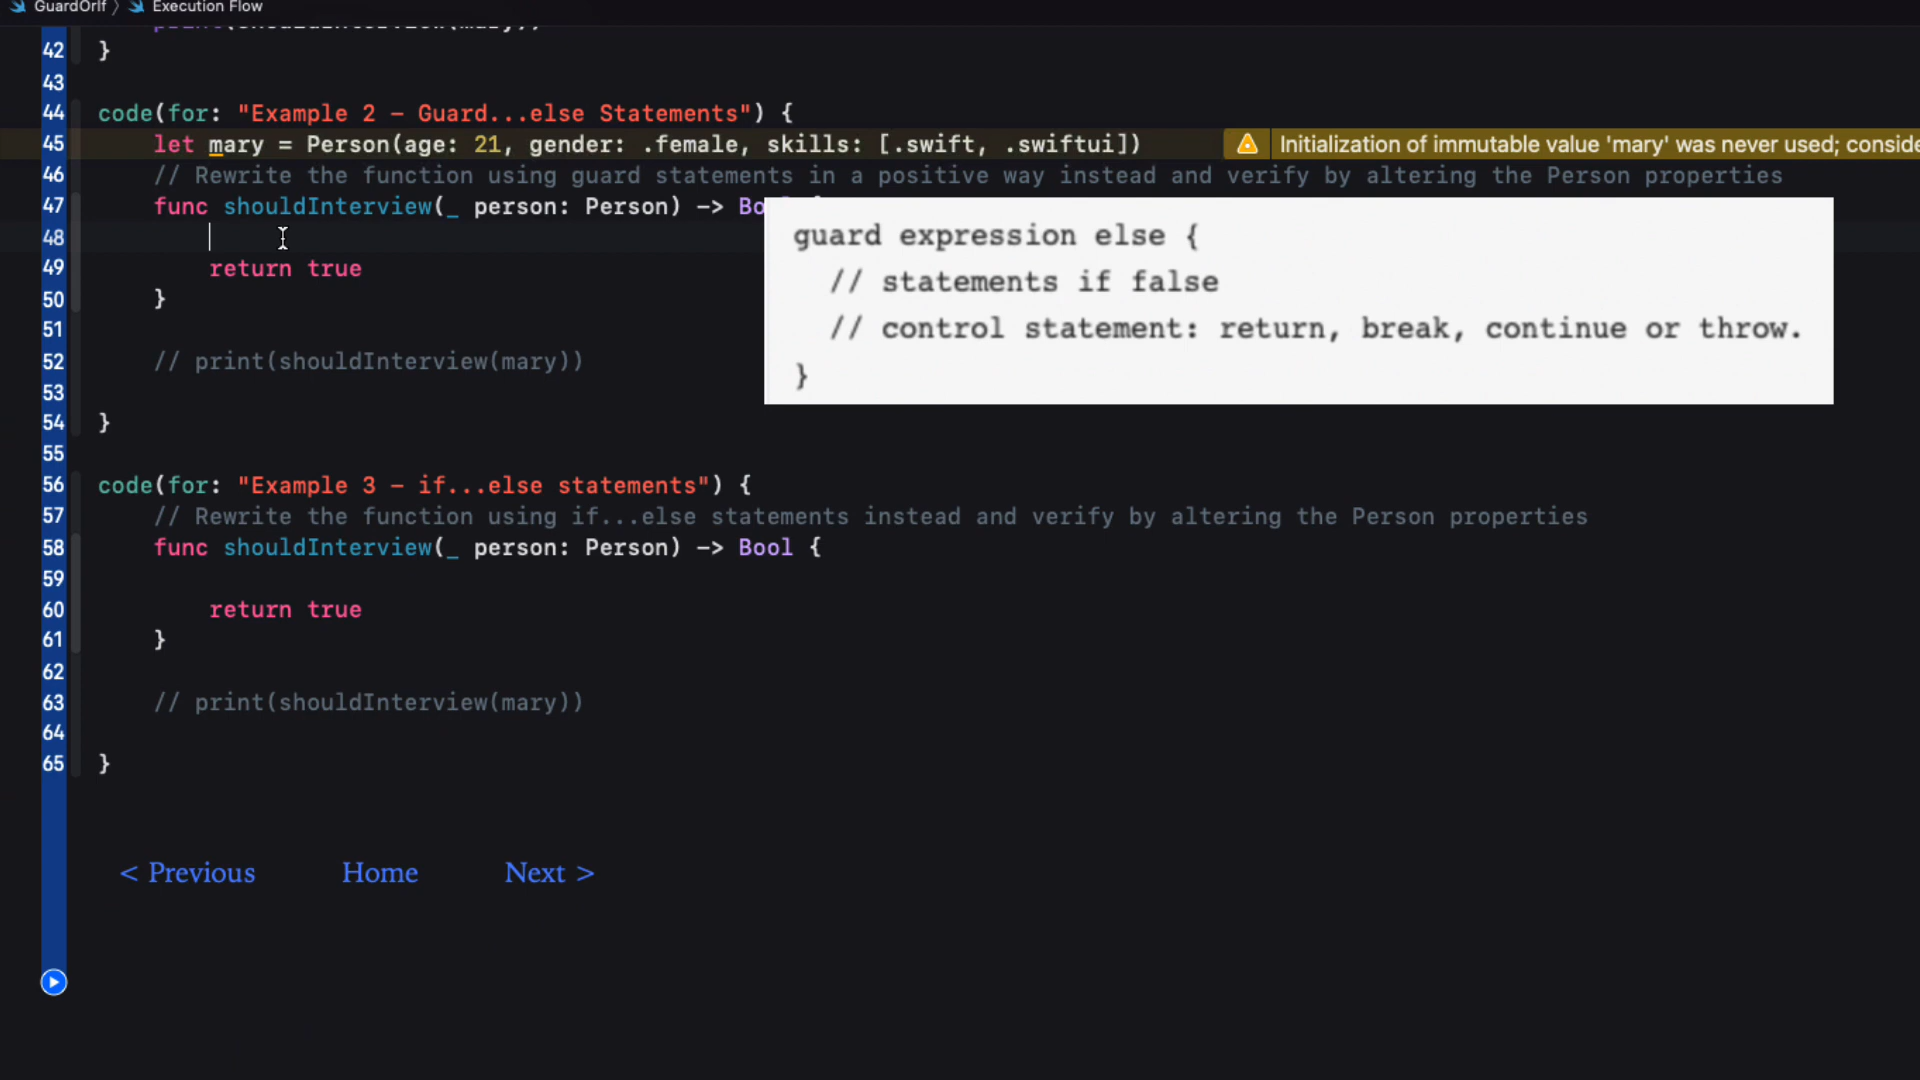 GuardOrIf 〉 Execution Flow
print(shouldInterview(mary))
42 }
43
44 code(for: "Example 2 – Guard...else Statements") {
45 let mary = Person(age: 21, gender: .female, skills: [.swift, .swiftui]) Initialization of immutable value 'mary' was never used; conside
46 // Rewrite the function using guard statements in a positive way instead and verify by altering the Person properties
47 func shouldInterview(_ person: Person) -> Bool {
48
49 return true
50 }
51
52 // print(shouldInterview(mary))
53
54 }
55
guard expression else {
// statements if false
// control statement: return, break, continue or throw.
}
56 code(for: "Example 3 – if...else statements") {
57 // Rewrite the function using if...else statements instead and verify by altering the Person properties
58 func shouldInterview(_ person: Person) -> Bool {
59
60 return true
61 }
62
63 // print(shouldInterview(mary))
64
65 }
< Previous Home Next >